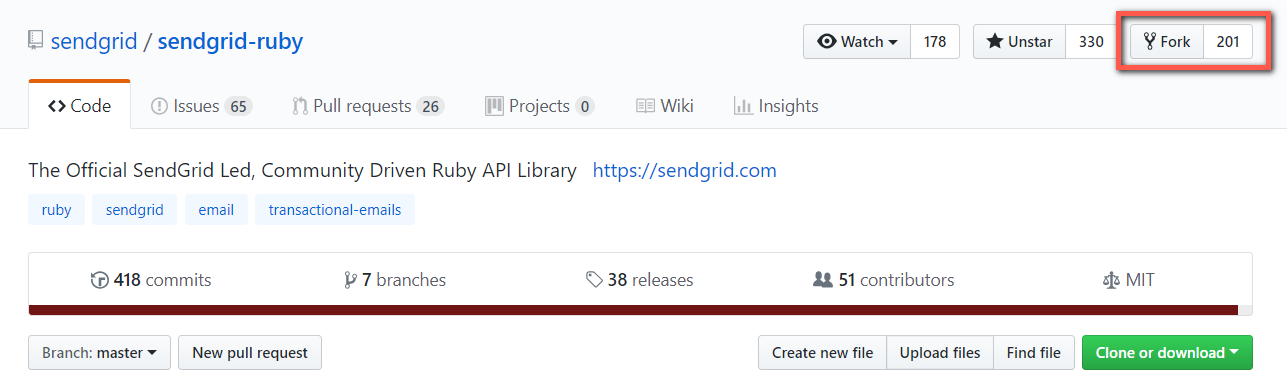 sendgrid / sendgrid-ruby Watch 178 Unstar 330 Fork 201
Code Issues 65 Pull requests 26 Projects 0 Wiki Insights
The Official SendGrid Led, Community Driven Ruby API Library https://sendgrid.com
ruby sendgrid email transactional-emails
418 commits 7 branches 38 releases 51 contributors MIT
Branch: master New pull request Create new file Upload files Find file Clone or download